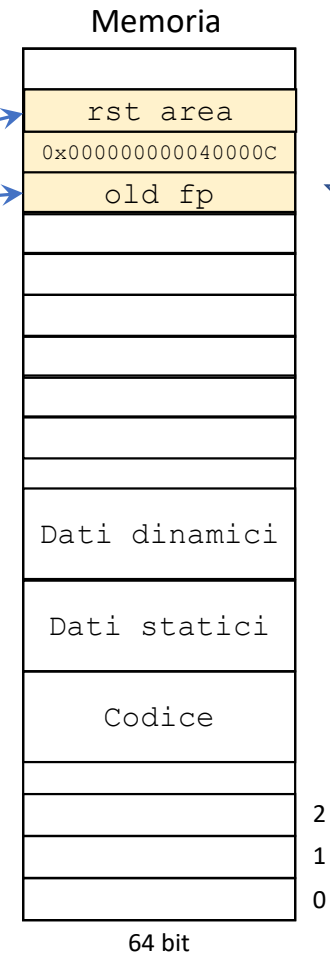 Memoria
rst area
0x000000000040000C
old fp
Dati dinamici
Dati statici
Codice
2
1
0
64 bit